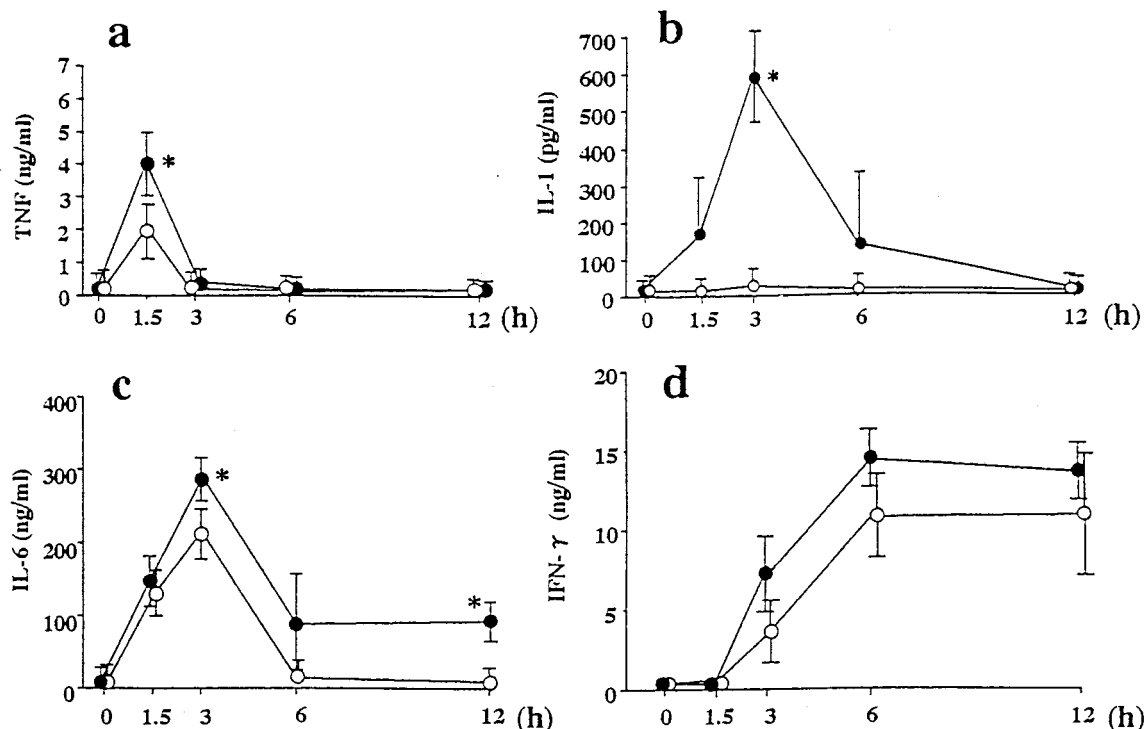 a
TNF (ng/ml)
7
6
5
4
3
2
1
0
*
0 1.5 3 6 12 (h)
b
IL-1 (pg/ml)
700
600
500
400
300
200
100
0
*
0 1.5 3 6 12 (h)
c
IL-6 (ng/ml)
400
300
200
100
0
*
*
0 1.5 3 6 12 (h)
d
IFN-γ (ng/ml)
20
15
10
5
0
0 1.5 3 6 12 (h)